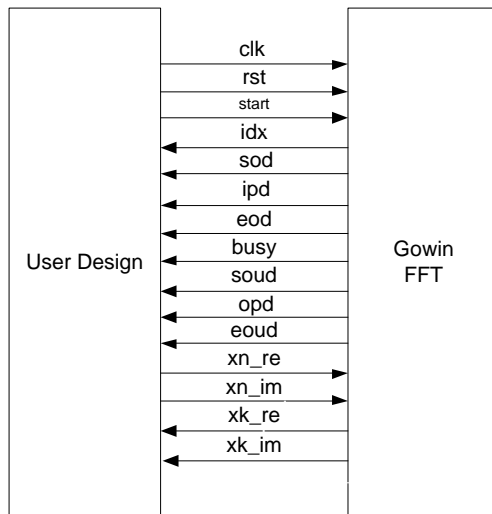 clk
rst
start
idx
sod
ipd
eod
busy
soud
opd
eoud
xn_re
xn_im
xk_re
xk_im
User Design
Gowin
FFT